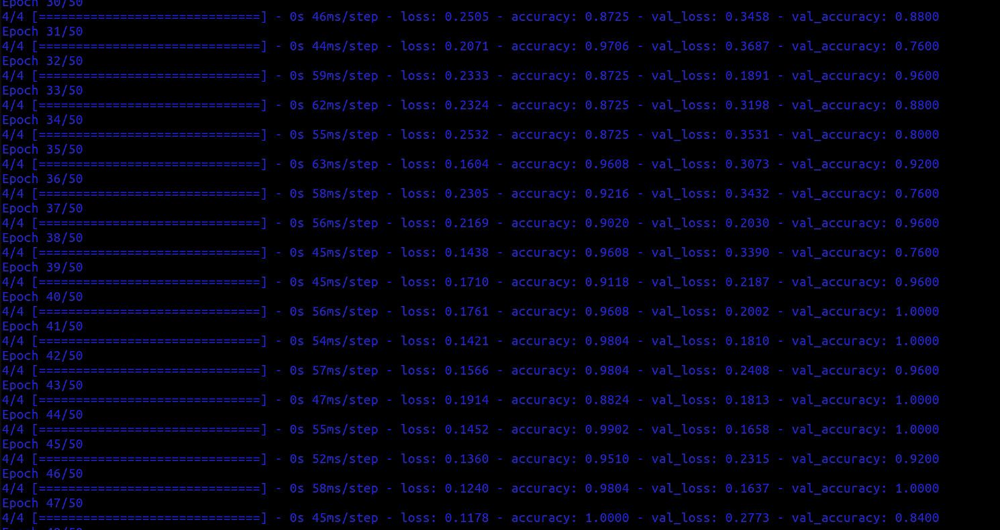 Epoch 30/50
4/4 [==============================] - 0s 46ms/step - loss: 0.2505 - accuracy: 0.8725 - val_loss: 0.3458 - val_accuracy: 0.8800
Epoch 31/50
4/4 [==============================] - 0s 44ms/step - loss: 0.2071 - accuracy: 0.9706 - val_loss: 0.3687 - val_accuracy: 0.7600
Epoch 32/50
4/4 [==============================] - 0s 59ms/step - loss: 0.2333 - accuracy: 0.8725 - val_loss: 0.1891 - val_accuracy: 0.9600
Epoch 33/50
4/4 [==============================] - 0s 62ms/step - loss: 0.2324 - accuracy: 0.8725 - val_loss: 0.3198 - val_accuracy: 0.8800
Epoch 34/50
4/4 [==============================] - 0s 55ms/step - loss: 0.2532 - accuracy: 0.8725 - val_loss: 0.3531 - val_accuracy: 0.8000
Epoch 35/50
4/4 [==============================] - 0s 63ms/step - loss: 0.1604 - accuracy: 0.9608 - val_loss: 0.3073 - val_accuracy: 0.9200
Epoch 36/50
4/4 [==============================] - 0s 58ms/step - loss: 0.2305 - accuracy: 0.9216 - val_loss: 0.3432 - val_accuracy: 0.7600
Epoch 37/50
4/4 [==============================] - 0s 56ms/step - loss: 0.2169 - accuracy: 0.9020 - val_loss: 0.2030 - val_accuracy: 0.9600
Epoch 38/50
4/4 [==============================] - 0s 45ms/step - loss: 0.1438 - accuracy: 0.9608 - val_loss: 0.3390 - val_accuracy: 0.7600
Epoch 39/50
4/4 [==============================] - 0s 45ms/step - loss: 0.1710 - accuracy: 0.9118 - val_loss: 0.2187 - val_accuracy: 0.9600
Epoch 40/50
4/4 [==============================] - 0s 56ms/step - loss: 0.1761 - accuracy: 0.9608 - val_loss: 0.2002 - val_accuracy: 1.0000
Epoch 41/50
4/4 [==============================] - 0s 54ms/step - loss: 0.1421 - accuracy: 0.9804 - val_loss: 0.1810 - val_accuracy: 1.0000
Epoch 42/50
4/4 [==============================] - 0s 57ms/step - loss: 0.1566 - accuracy: 0.9804 - val_loss: 0.2408 - val_accuracy: 0.9600
Epoch 43/50
4/4 [==============================] - 0s 47ms/step - loss: 0.1914 - accuracy: 0.8824 - val_loss: 0.1813 - val_accuracy: 1.0000
Epoch 44/50
4/4 [==============================] - 0s 55ms/step - loss: 0.1452 - accuracy: 0.9902 - val_loss: 0.1658 - val_accuracy: 1.0000
Epoch 45/50
4/4 [==============================] - 0s 52ms/step - loss: 0.1360 - accuracy: 0.9510 - val_loss: 0.2315 - val_accuracy: 0.9200
Epoch 46/50
4/4 [==============================] - 0s 58ms/step - loss: 0.1240 - accuracy: 0.9804 - val_loss: 0.1637 - val_accuracy: 1.0000
Epoch 47/50
4/4 [==============================] - 0s 45ms/step - loss: 0.1178 - accuracy: 1.0000 - val_loss: 0.2773 - val_accuracy: 0.8400